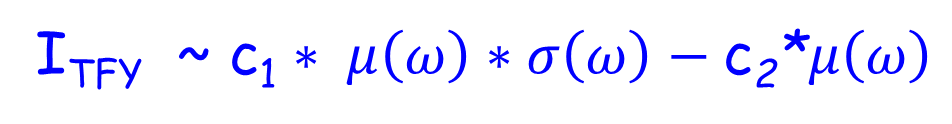 I_TFY ~ c_1 ∗ μ(ω) ∗ σ(ω) − c_2*μ(ω)